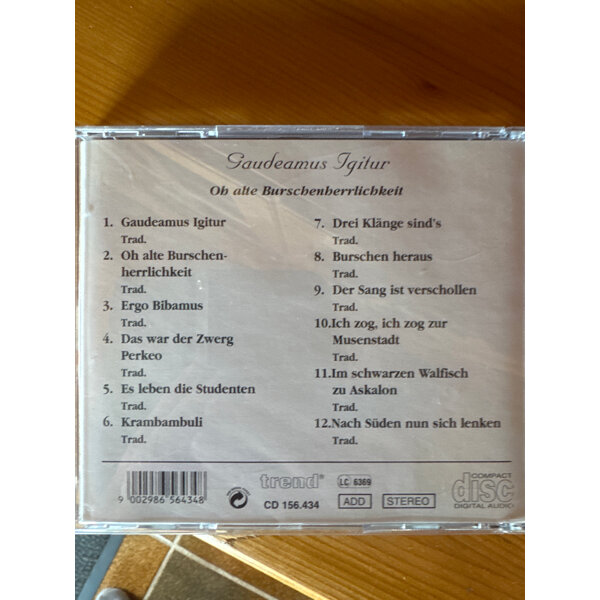 Gaudeamus Igitur
Oh alte Burschenherrlichkeit
1. Gaudeamus Igitur
Trad.
2. Oh alte Burschen-
herrlichkeit
Trad.
3. Ergo Bibamus
Trad.
4. Das war der Zwerg
Perkeo
Trad.
5. Es leben die Studenten
Trad.
6. Krambambuli
Trad.
7. Drei Klänge sind's
Trad.
8. Burschen heraus
Trad.
9. Der Sang ist verschollen
Trad.
10.Ich zog, ich zog zur
Musenstadt
Trad.
11.Im schwarzen Walfisch
zu Askalon
Trad.
12.Nach Süden nun sich lenken
Trad.
9 002986 564348
trend®
CD 156.434
LC 6369
ADD
STEREO
COMPACT
disc
DIGITAL AUDIO